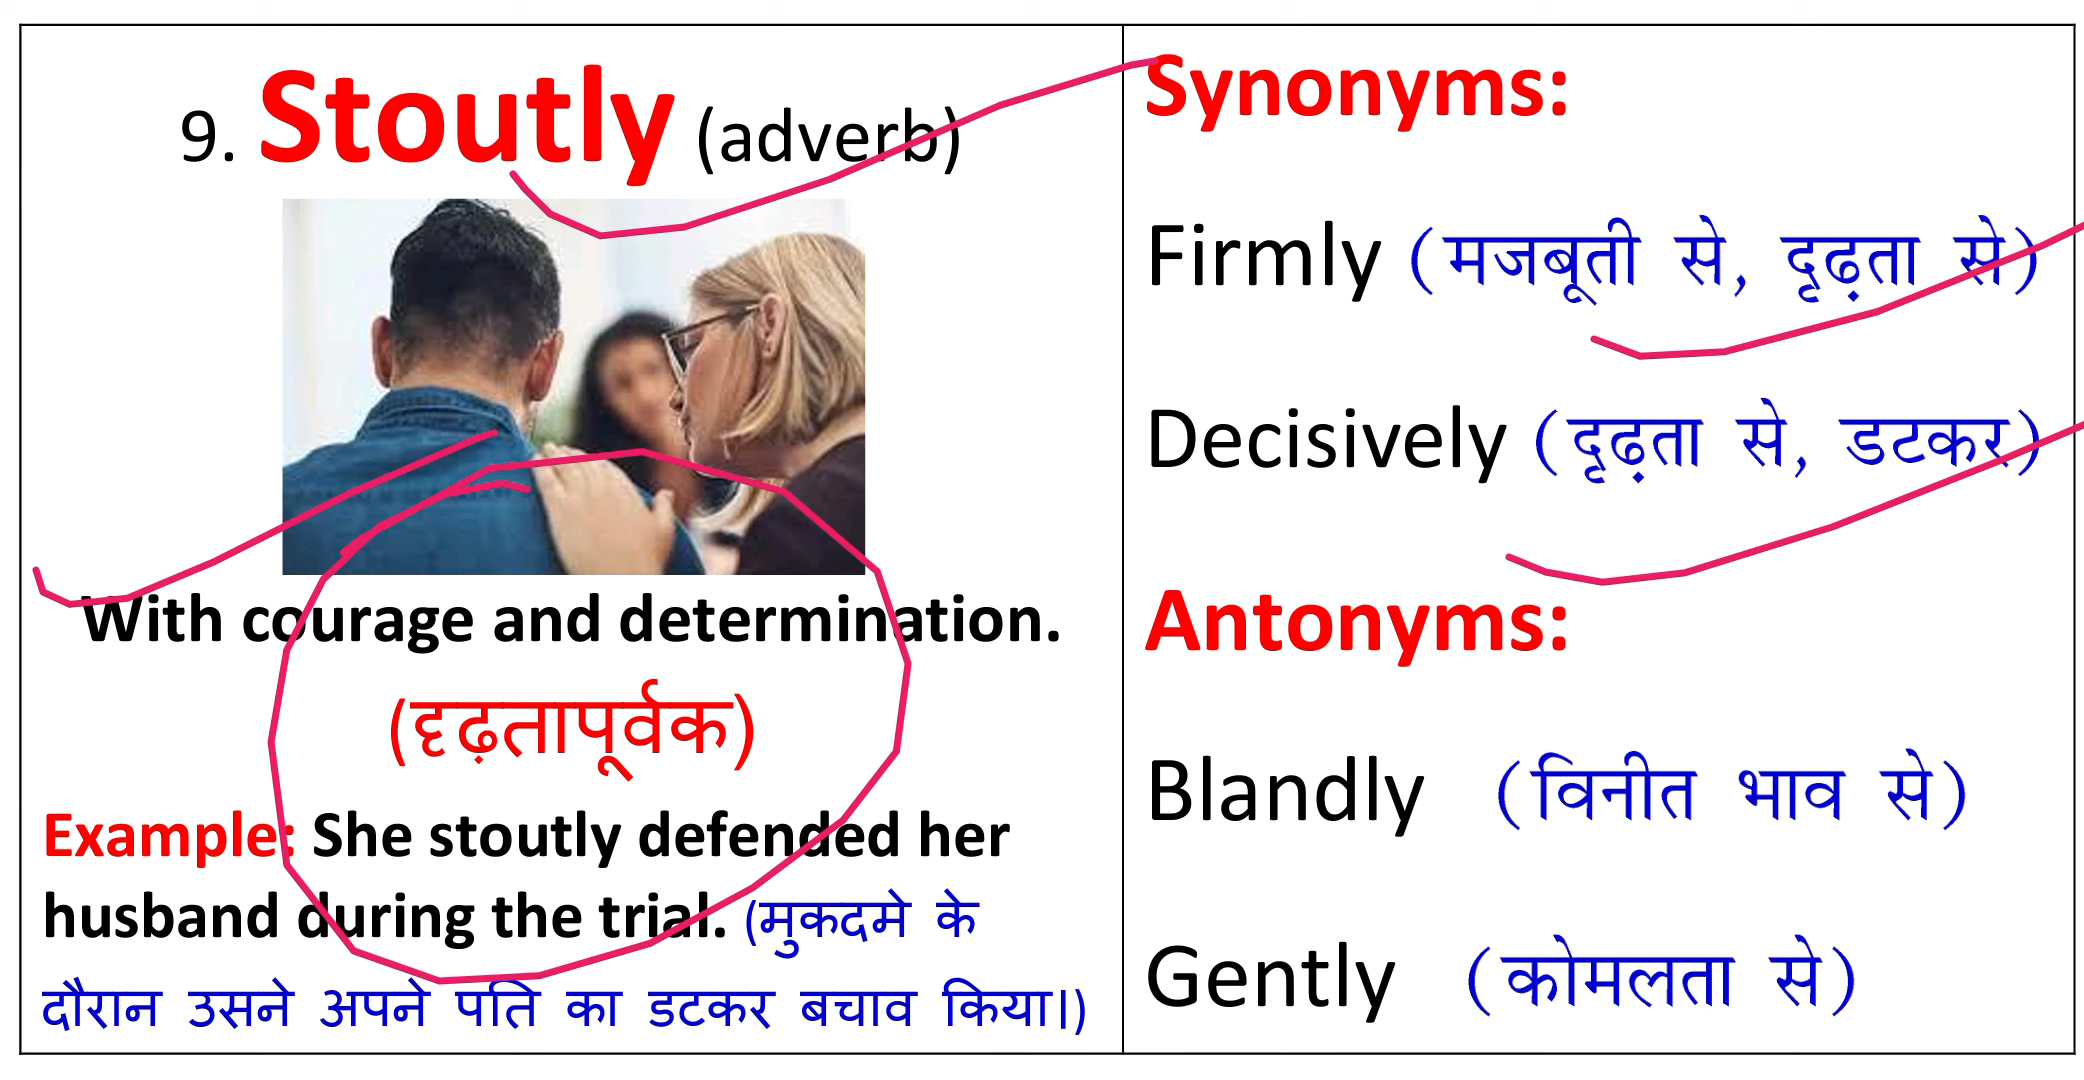 9. Stoutly (adverb)
With courage and determination.
(दृढ़तापूर्वक)
Example: She stoutly defended her
husband during the trial. (मुकदमे के
दौरान उसने अपने पति का डटकर बचाव किया।)
Synonyms:
Firmly (मजबूती से, दृढ़ता से)
Decisively (दृढ़ता से, डटकर)
Antonyms:
Blandly (विनीत भाव से)
Gently (कोमलता से)